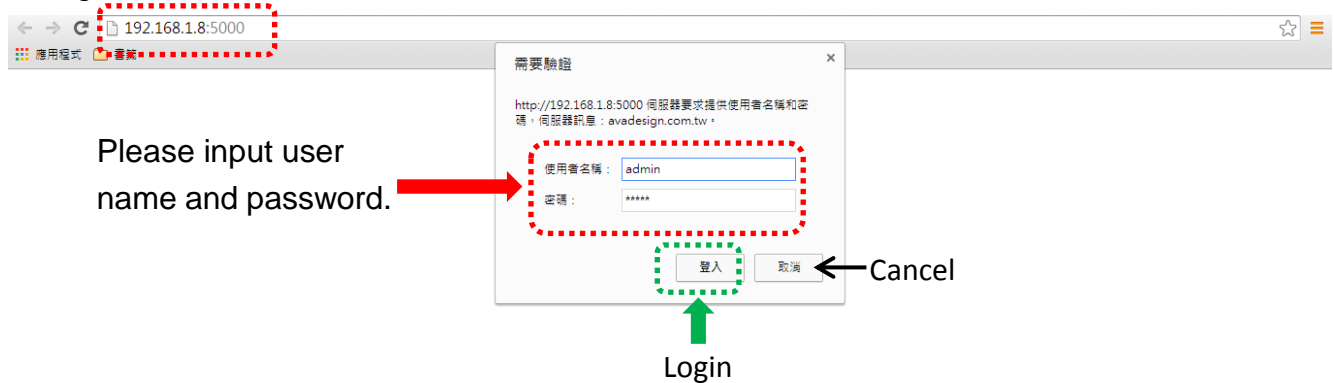 192.168.1.8:5000
應用程式 書籤
需要驗證 ×
http://192.168.1.8:5000 伺服器要求提供使用者名稱和密
碼。伺服器訊息：avadesign.com.tw。
Please input user
name and password.
使用者名稱： admin
密碼： *****
登入 取消
Cancel
Login